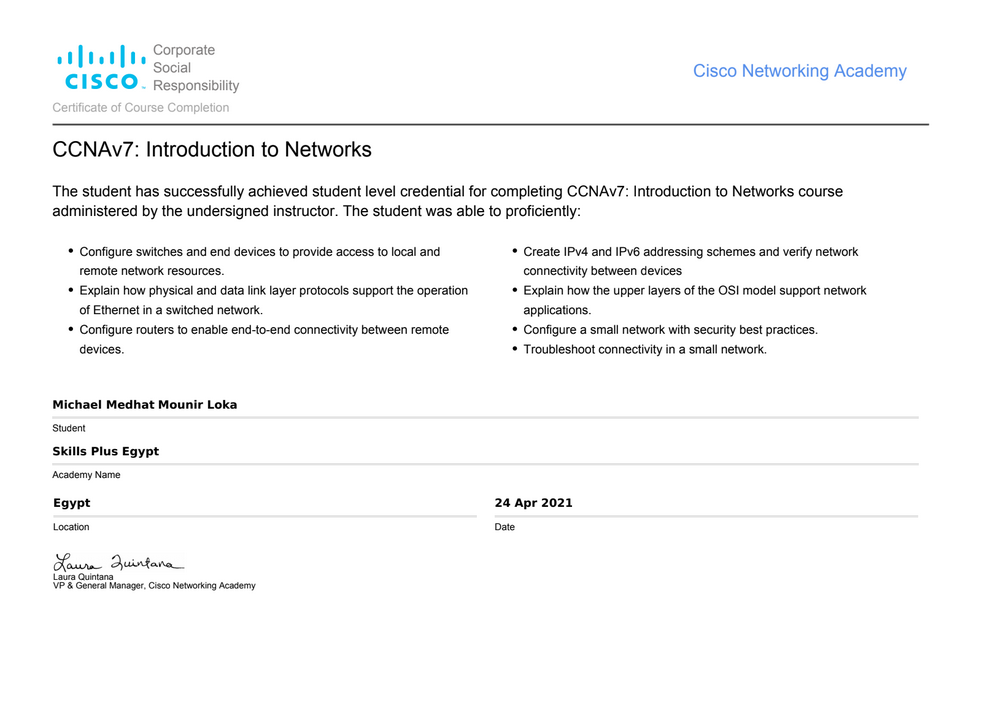 Corporate
Social
CISCO Responsibility
Cisco Networking Academy
Certificate of Course Completion
CCNAv7: Introduction to Networks
The student has successfully achieved student level credential for completing CCNAv7: Introduction to Networks course
administered by the undersigned instructor. The student was able to proficiently:
• Configure switches and end devices to provide access to local and
remote network resources.
• Explain how physical and data link layer protocols support the operation
of Ethernet in a switched network.
• Configure routers to enable end-to-end connectivity between remote
devices.
• Create IPv4 and IPv6 addressing schemes and verify network
connectivity between devices
• Explain how the upper layers of the OSI model support network
applications.
• Configure a small network with security best practices.
• Troubleshoot connectivity in a small network.
Michael Medhat Mounir Loka
Student
Skills Plus Egypt
Academy Name
Egypt
Location
24 Apr 2021
Date
Laura Quintana
Laura Quintana
VP & General Manager, Cisco Networking Academy